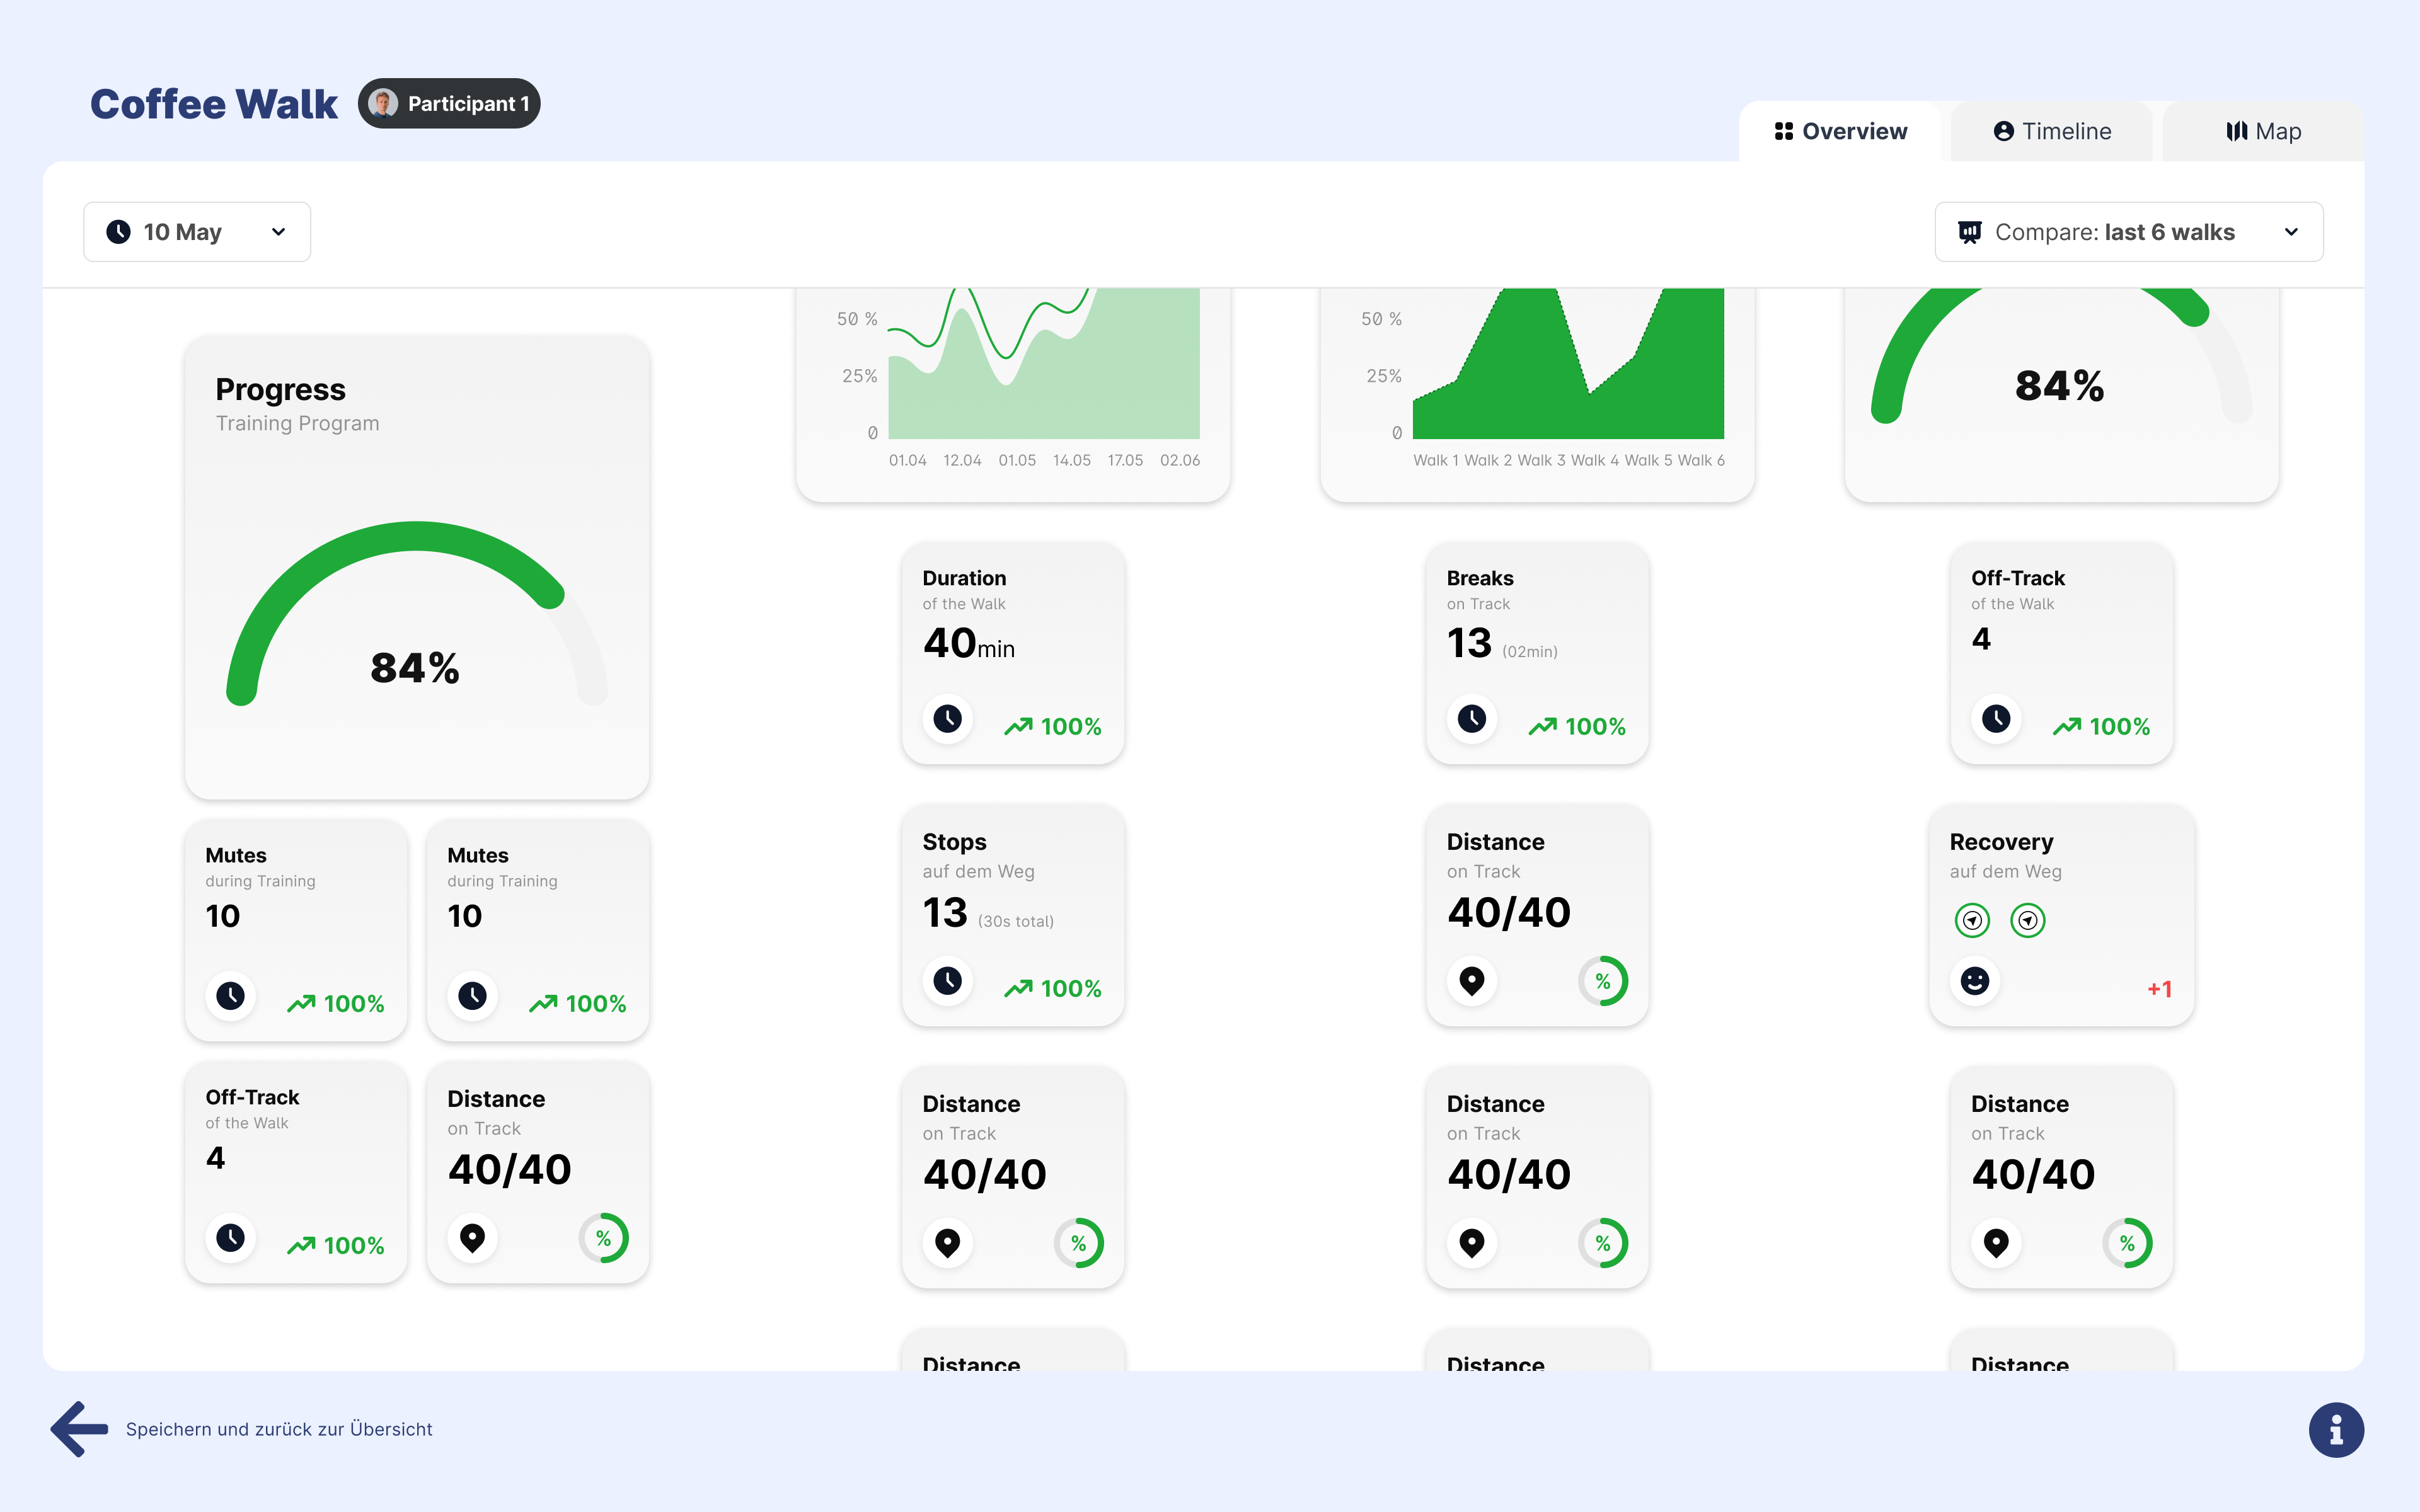 Coffee Walk
Participant 1
Overview
Timeline
Map
10 May
Compare: last 6 walks
Progress
Training Program
84%
Mutes
during Training
10
100%
Mutes
during Training
10
100%
Off-Track
of the Walk
4
100%
Distance
on Track
40/40
%
50 %
25%
0
01.04 12.04 01.05 14.05 17.05 02.06
50 %
25%
0
Walk 1 Walk 2 Walk 3 Walk 4 Walk 5 Walk 6
84%
Duration
of the Walk
40min
100%
Breaks
on Track
13 (02min)
100%
Off-Track
of the Walk
4
100%
Stops
auf dem Weg
13 (30s total)
100%
Distance
on Track
40/40
%
Recovery
auf dem Weg
+1
Distance
on Track
40/40
%
Distance
on Track
40/40
%
Distance
on Track
40/40
%
Distance
Distance
Distance
Speichern und zurück zur Übersicht